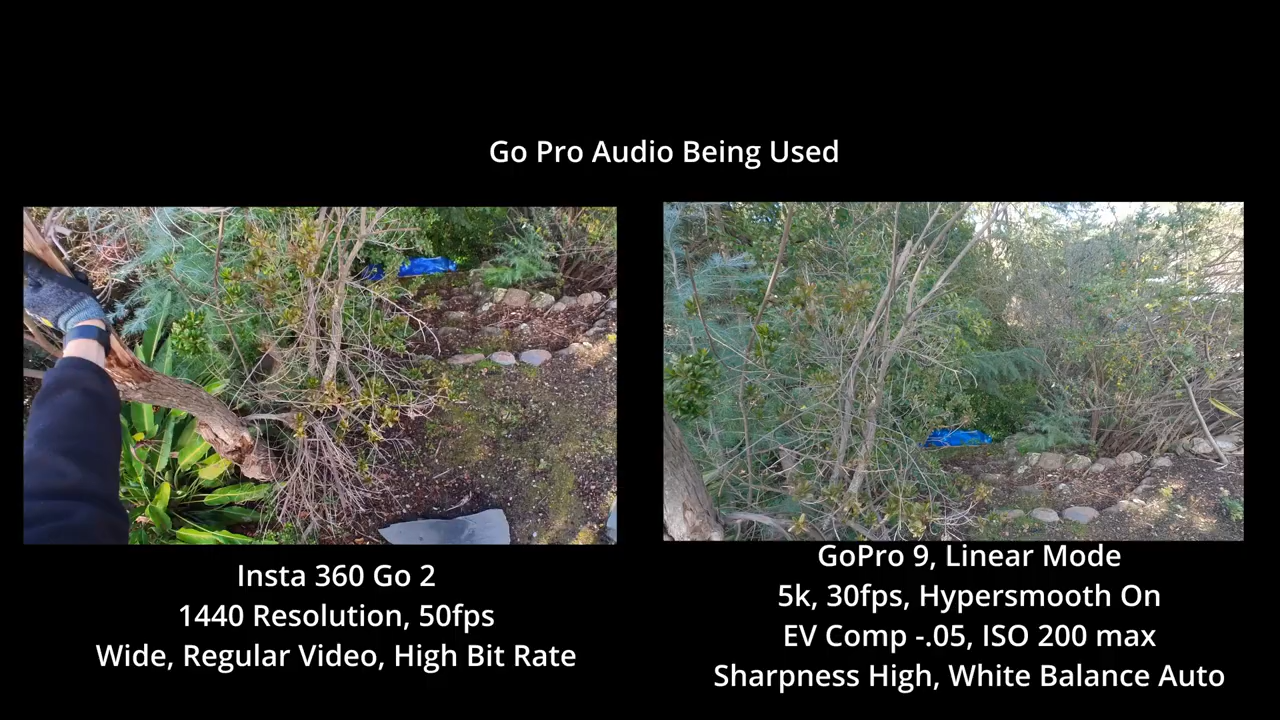 Go Pro Audio Being Used
Insta 360 Go 2
1440 Resolution, 50fps
Wide, Regular Video, High Bit Rate
GoPro 9, Linear Mode
5k, 30fps, Hypersmooth On
EV Comp -.05, ISO 200 max
Sharpness High, White Balance Auto